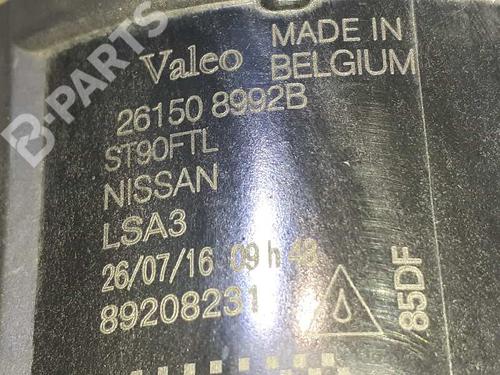 B-PARTS
Valeo MADE IN
BELGIUM
26150 8992B
ST90FTL
NISSAN
LSA3
26/07/16 09 h 48
89208231
85DF